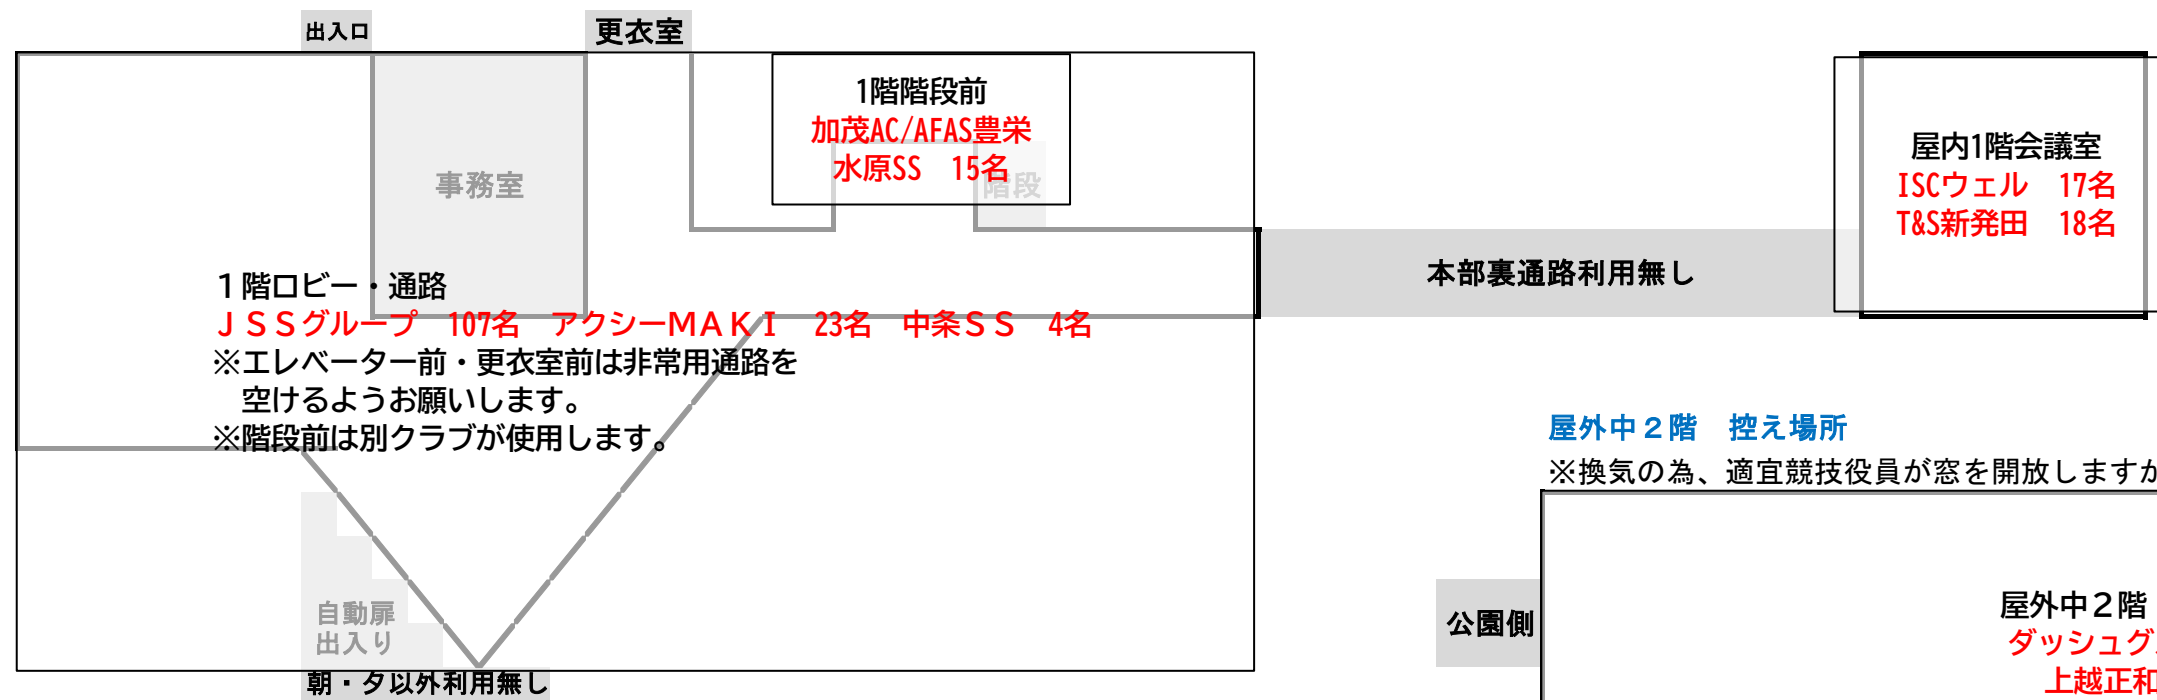 出入口
更衣室
1階階段前
加茂AC/AFAS豊栄
水原SS　15名
階段
事務室
屋内1階会議室
ISCウェル　17名
T&S新発田　18名
本部裏通路利用無し
１階ロビー・通路
ＪＳＳグループ　107名　アクシーＭＡＫＩ　23名　中条ＳＳ　4名
※エレベーター前・更衣室前は非常用通路を
空けるようお願いします。
※階段前は別クラブが使用します。
屋外中２階　控え場所
※換気の為、適宜競技役員が窓を開放しますが
公園側
屋外中２階
ダッシュグ
上越正和
自動扉
出入り
朝・夕以外利用無し